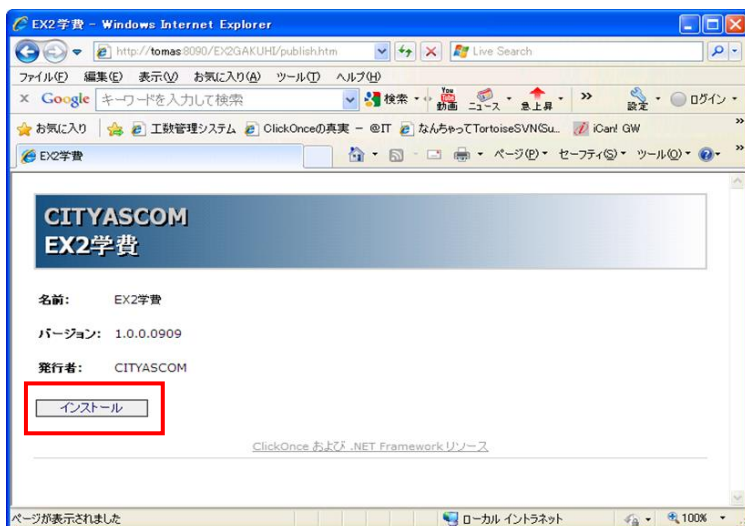 EX2学費 - Windows Internet Explorer
http://tomas:8090/EX2GAKUHI/publish.htm
Live Search
ファイル(F) 編集(E) 表示(V) お気に入り(A) ツール(T) ヘルプ(H)
× Google キーワードを入力して検索 検索 You Tube 動画 ニュース 急上昇 » 設定 ログイン
お気に入り 工数管理システム ClickOnceの真実 - @IT なんちゃってTortoiseSVN(Su... iCan! GW »
EX2学費 ページ(P) セーフティ(S) ツール(O) »
CITYASCOM
EX2学費
名前: EX2学費
バージョン: 1.0.0.0909
発行者: CITYASCOM
インストール
ClickOnce および .NET Framework リソース
ページが表示されました ローカル イントラネット 100%